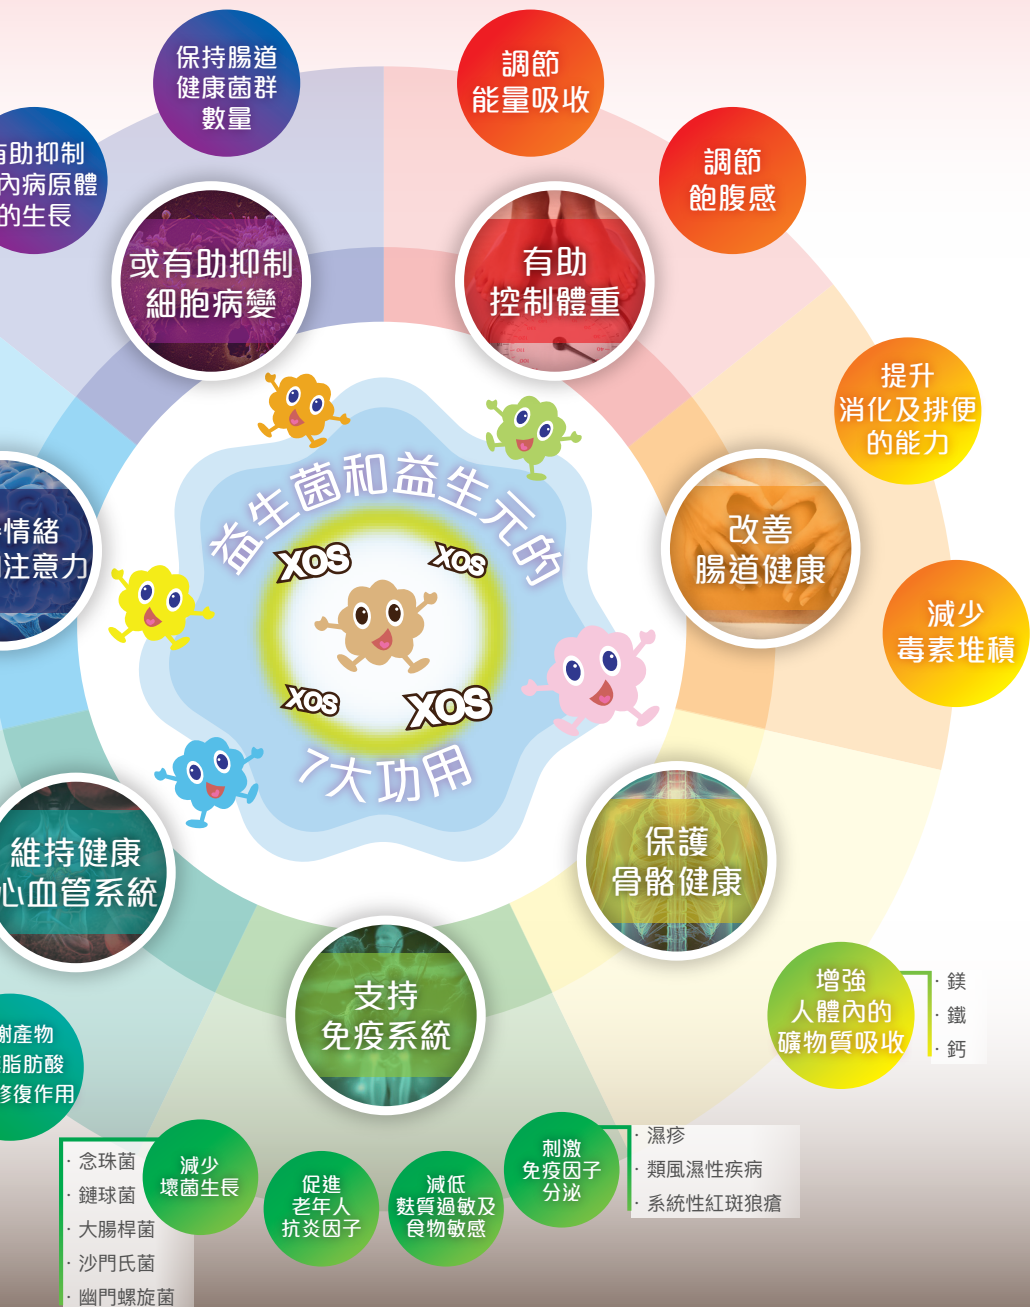 保持腸道
健康菌群
數量
調節
能量吸收
有助抑制
內病原體
的生長
調節
飽腹感
或有助抑制
細胞病變
有助
控制體重
提升
消化及排便
的能力
益生菌和益生元的
XOS
XOS
XOS
XOS
7大功用
情緒
注意力
改善
腸道健康
減少
毒素堆積
維持健康
心血管系統
保護
骨骼健康
支持
免疫系統
增強
人體內的
礦物質吸收
· 鎂
· 鐵
· 鈣
謝產物
脂肪酸
修復作用
· 念珠菌
· 鏈球菌
· 大腸桿菌
· 沙門氏菌
· 幽門螺旋菌
減少
壞菌生長
促進
老年人
抗炎因子
減低
麩質過敏及
食物敏感
刺激
免疫因子
分泌
· 濕疹
· 類風濕性疾病
· 系統性紅斑狼瘡